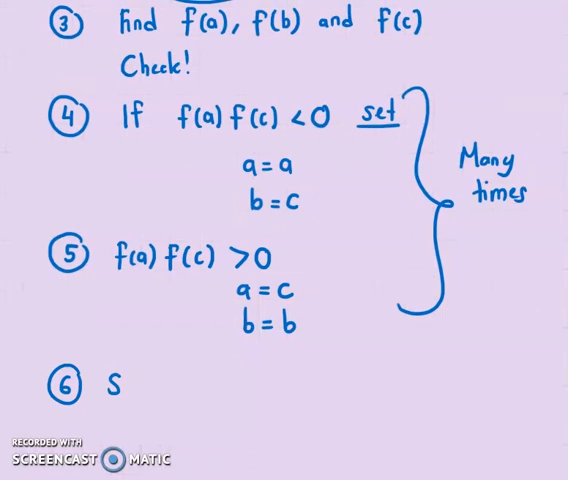 ③ Find f(a), f(b) and f(c)
Check!
④ If f(a) f(c) < 0 set
a = a
b = c
⑤ f(a) f(c) > 0
a = c
b = b
Many
times
⑥ S
RECORDED WITH
SCREENCAST MATIC